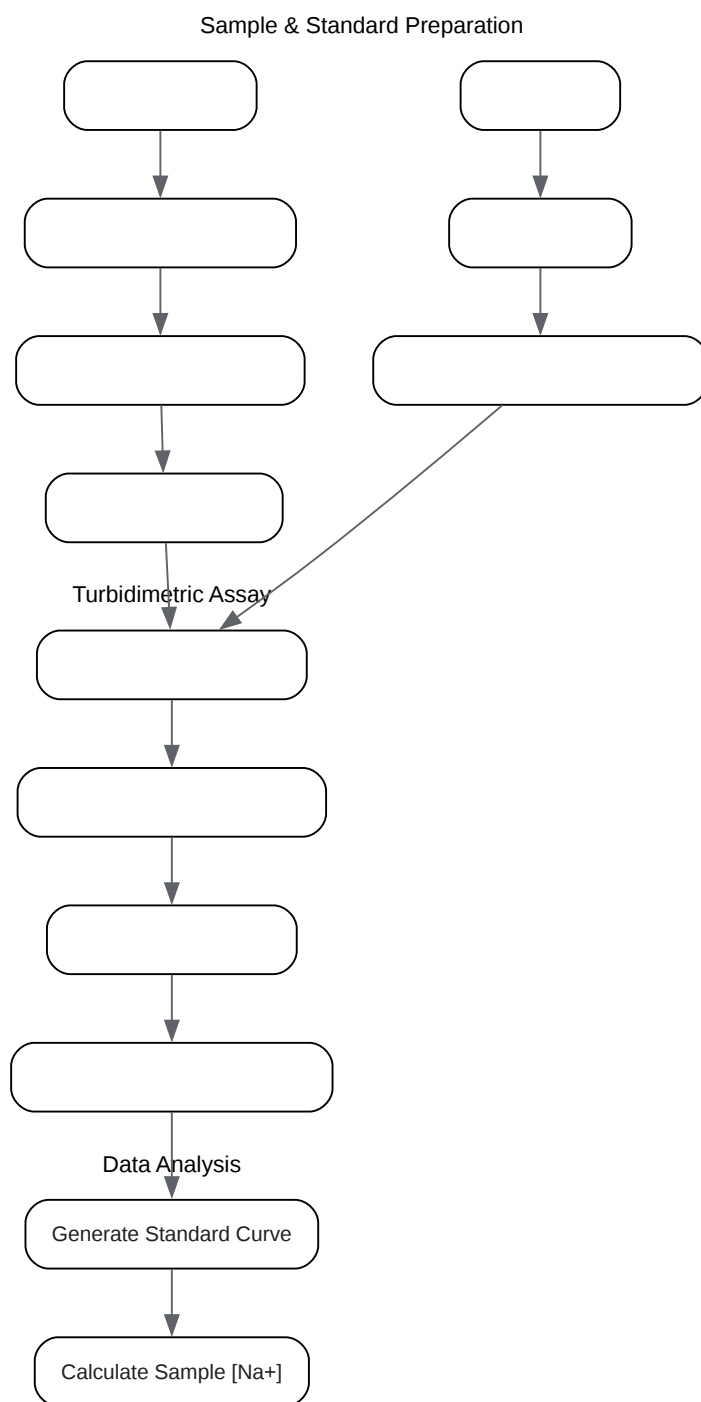 Sample & Standard Preparation
Turbidimetric Assay
Data Analysis
Generate Standard Curve
Calculate Sample [Na+]